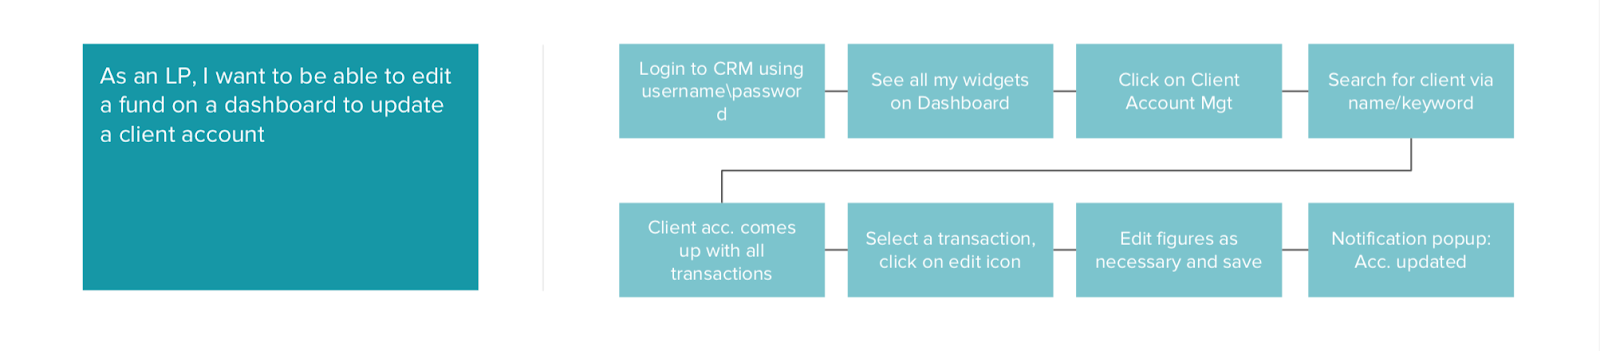 As an LP, I want to be able to edit
a fund on a dashboard to update
a client account
Login to CRM using
username\passwor
d
See all my widgets
on Dashboard
Click on Client
Account Mgt
Search for client via
name/keyword
Client acc. comes
up with all
transactions
Select a transaction,
click on edit icon
Edit figures as
necessary and save
Notification popup:
Acc. updated